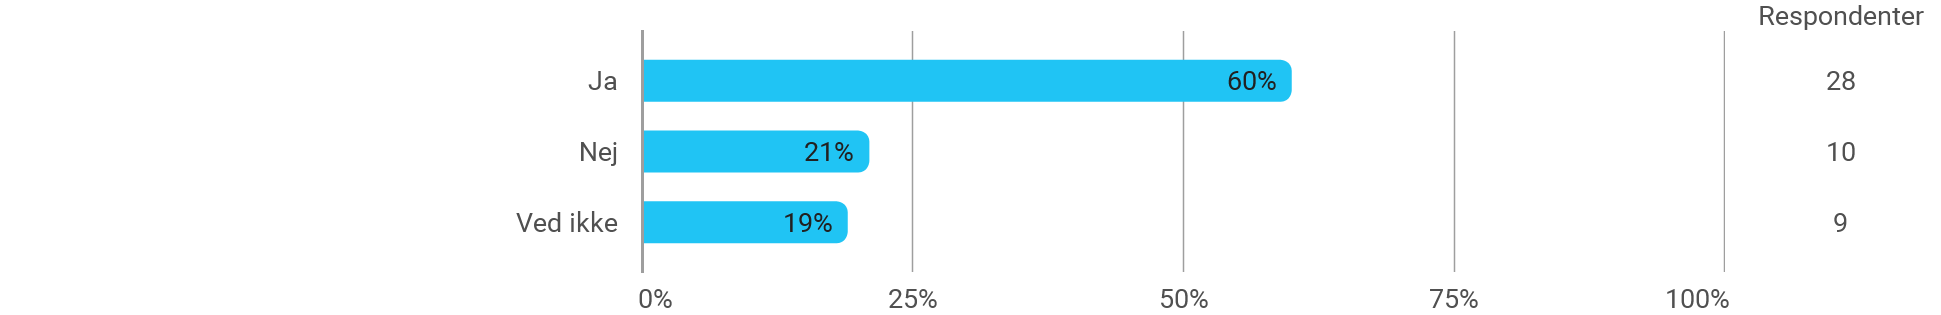 Respondenter
Ja 60% 28
Nej 21% 10
Ved ikke 19% 9
0% 25% 50% 75% 100%